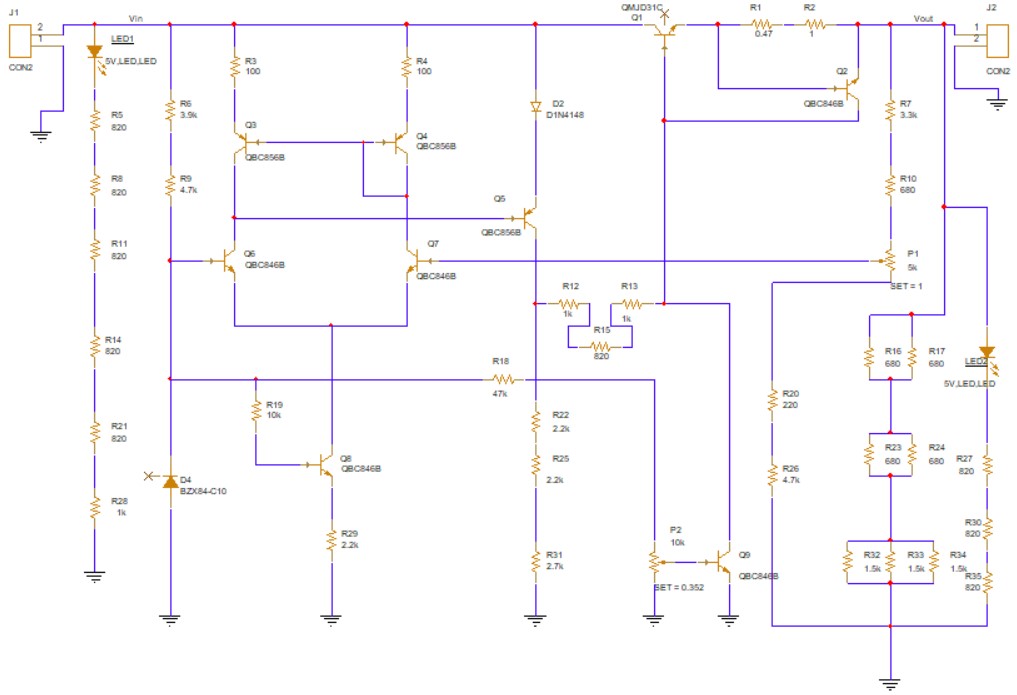 J1
2
1
CON2
Vin
LED1
5V,LED,LED
R5
820
R8
820
R11
820
R14
820
R21
820
R28
1k
R6
3.9k
R9
4.7k
D4
BZX84-C10
R3
100
R4
100
Q3
QBC856B
Q4
QBC856B
Q6
QBC846B
Q7
QBC846B
R19
10k
Q8
QBC846B
R29
2.2k
D2
D1N4148
Q5
QBC856B
R12
1k
R13
1k
R15
820
R18
47k
R22
2.2k
R25
2.2k
R31
2.7k
QMJD31C
Q1
R1
0.47
R2
1
Q2
QBC846B
P2
10k
SET = 0.352
Q9
QBC846B
Vout
R7
3.3k
R10
680
P1
5k
SET = 1
R20
220
R26
4.7k
R16
680
R17
680
R23
680
R24
680
R32
1.5k
R33
1.5k
R34
1.5k
J2
1
2
CON2
LED2
5V,LED,LED
R27
820
R30
820
R35
820